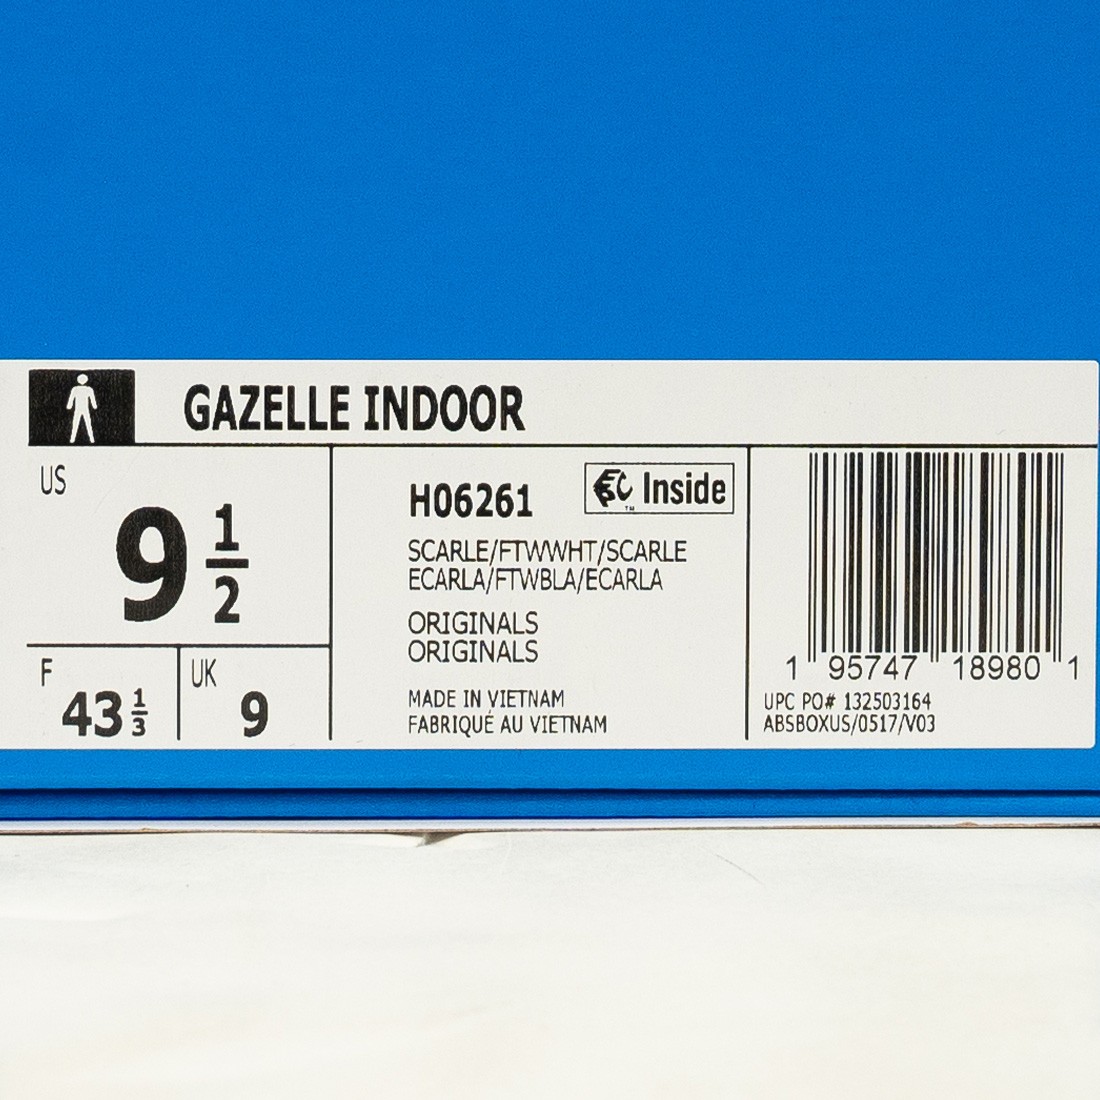 GAZELLE INDOOR
US
9 1/2
F
43 1/3
UK
9
H06261
Inside
™
SCARLE/FTWWHT/SCARLE
ECARLA/FTWBLA/ECARLA
ORIGINALS
ORIGINALS
MADE IN VIETNAM
FABRIQUÉ AU VIETNAM
1 95747 18980 1
UPC PO# 132503164
ABSBOXUS/0517/V03